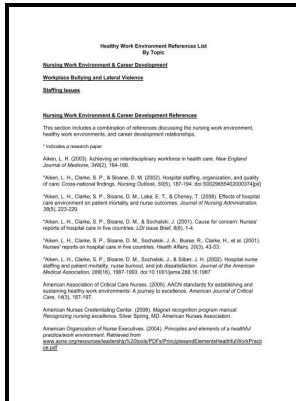 Healthy Work Environment References List
By Topic
Nursing Work Environment & Career Development
Workplace Bullying and Lateral Violence
Staffing Issues
Nursing Work Environment & Career Development References
This section includes a combination of references discussing the nursing work environment,
healthy work environments, and career development relationships.
* Indicates a research paper
Aiken, L. H. (2003). Achieving an interdisciplinary workforce in health care. New England
Journal of Medicine, 348(2), 164-166.
*Aiken, L. H., Clarke, S. P., & Sloane, D. M. (2002). Hospital staffing, organization, and quality
of care: Cross-national findings. Nursing Outlook, 50(5), 187-194. doi:S0029655402000374[pii]
*Aiken, L. H., Clarke, S. P., Sloane, D. M., Lake, E. T., & Cheney, T. (2008). Effects of hospital
care environment on patient mortality and nurse outcomes. Journal of Nursing Administration,
38(5), 223-229.
*Aiken, L. H., Clarke, S. P., Sloane, D. M., & Sochalski, J. (2001). Cause for concern: Nurses'
reports of hospital care in five countries. LDI Issue Brief, 6(8), 1-4.
*Aiken, L. H., Clarke, S. P., Sloane, D. M., Sochalski, J. A., Busse, R., Clarke, H., et al. (2001).
Nurses' reports on hospital care in five countries. Health Affairs, 20(3), 43-53.
*Aiken, L. H., Clarke, S. P., Sloane, D. M., Sochalski, J., & Silber, J. H. (2002). Hospital nurse
staffing and patient mortality, nurse burnout, and job dissatisfaction. Journal of the American
Medical Association, 288(16), 1987-1993. doi:10.1001/jama.288.16.1987
American Association of Critical Care Nurses. (2005). AACN standards for establishing and
sustaining healthy work environments: A journey to excellence. American Journal of Critical
Care, 14(3), 187-197.
American Nurses Credentialing Center. (2008). Magnet recognition program manual:
Recognizing nursing excellence. Silver Spring, MD: American Nurses Association.
American Organization of Nurse Executives. (2004). Principles and elements of a healthful
practice/work environment. Retrieved from
www.aone.org/resources/leadership%20tools/PDFs/PrinciplesandElementsHealthfulWorkPracti
ce.pdf